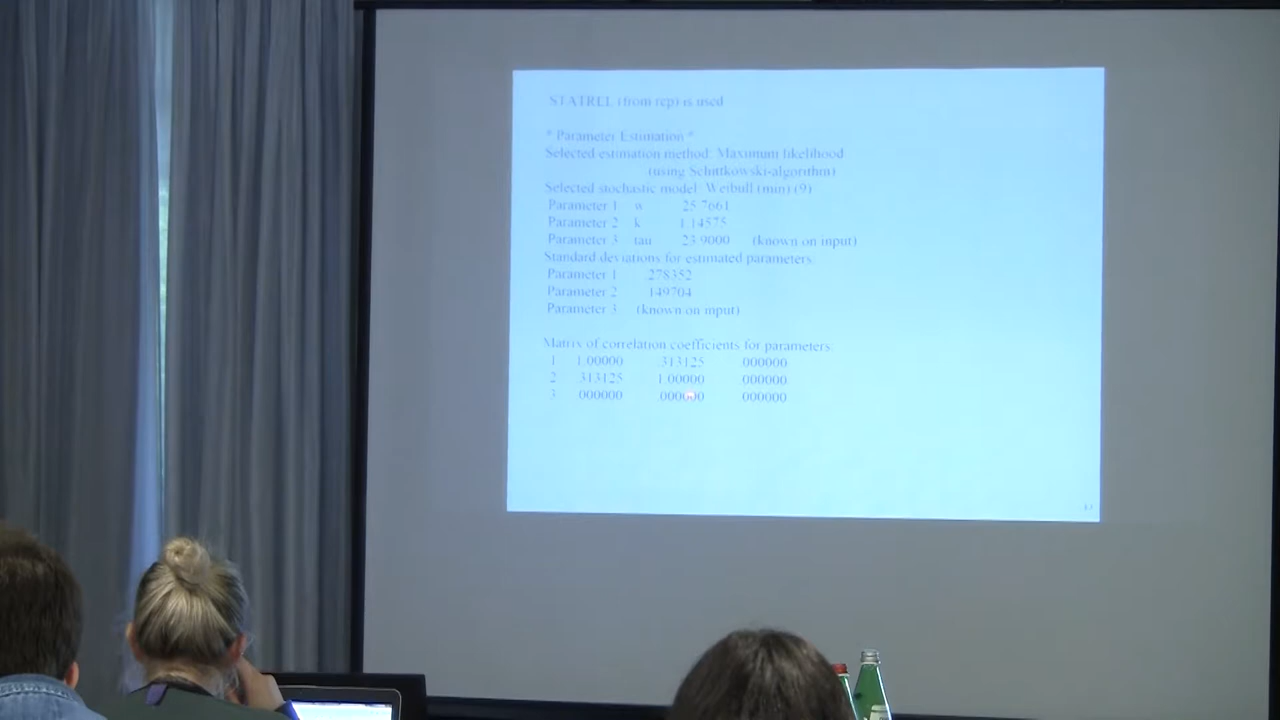 STATREL (from rcp) is used
* Parameter Estimation *
Selected estimation method: Maximum likelihood
(using Schittkowski-algorithm)
Selected stochastic model: Weibull (min) (9)
Parameter 1 w 25.7661
Parameter 2 k 1.14575
Parameter 3 tau 23.9000 (known on input)
Standard deviations for estimated parameters:
Parameter 1 .278352
Parameter 2 .149704
Parameter 3 (known on input)
Matrix of correlation coefficients for parameters:
1 1.00000 .313125 .000000
2 .313125 1.00000 .000000
3 .000000 .000000 .000000